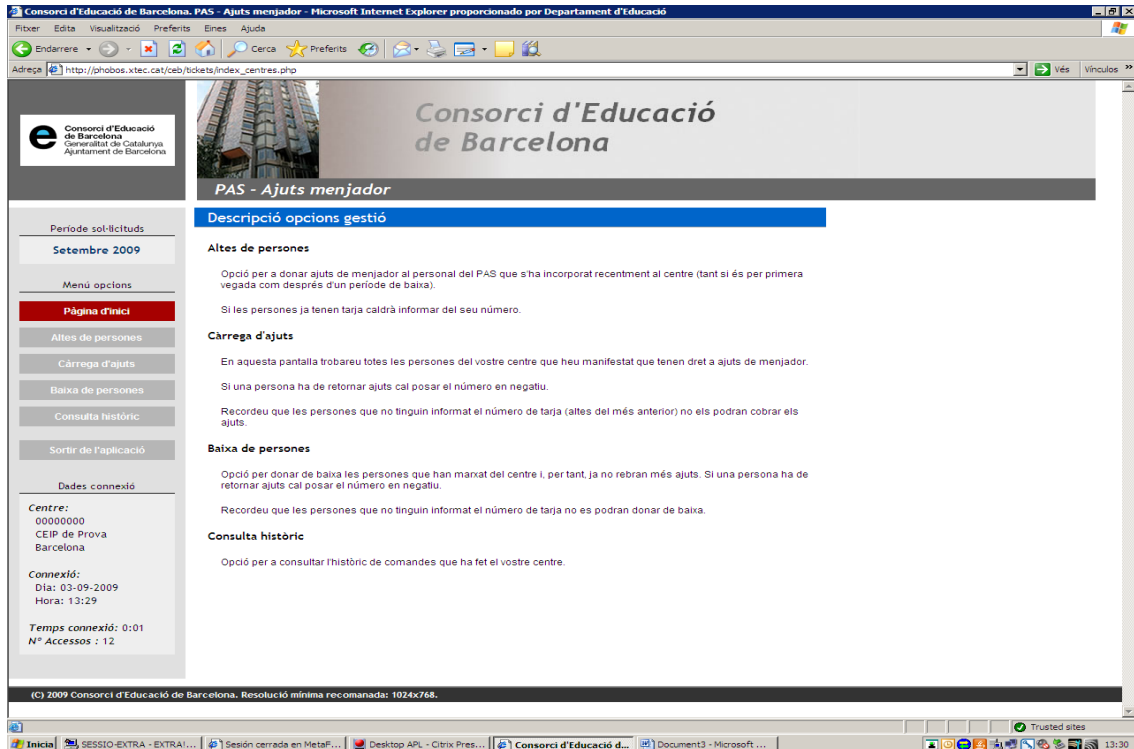 Consorci d'Educació de Barcelona. PAS - Ajuts menjador - Microsoft Internet Explorer proporcionado por Departament d'Educació
Fitxer Edita Visualització Preferits Eines Ajuda
Endarrere Cerca Preferits
Adreça http://phobos.xtec.cat/ceb/tickets/index_centres.php Vés Vínculos »
e Consorci d'Educació
de Barcelona
Generalitat de Catalunya
Ajuntament de Barcelona
Consorci d'Educació
de Barcelona
PAS - Ajuts menjador
Període sol·licituds
Setembre 2009
Menú opcions
Pàgina d'inici
Altes de persones
Càrrega d'ajuts
Baixa de persones
Consulta històric
Sortir de l'aplicació
Dades connexió
Centre:
00000000
CEIP de Prova
Barcelona
Connexió:
Dia: 03-09-2009
Hora: 13:29
Temps connexió: 0:01
Nº Accessos : 12
Descripció opcions gestió
Altes de persones
Opció per a donar ajuts de menjador al personal del PAS que s'ha incorporat recentment al centre (tant si és per primera
vegada com després d'un període de baixa).
Si les persones ja tenen tarja caldrà informar del seu número.
Càrrega d'ajuts
En aquesta pantalla trobareu totes les persones del vostre centre que heu manifestat que tenen dret a ajuts de menjador.
Si una persona ha de retornar ajuts cal posar el número en negatiu.
Recordeu que les persones que no tinguin informat el número de tarja (altes del més anterior) no els podran cobrar els
ajuts.
Baixa de persones
Opció per donar de baixa les persones que han marxat del centre i, per tant, ja no rebran més ajuts. Si una persona ha de
retornar ajuts cal posar el número en negatiu.
Recordeu que les persones que no tinguin informat el número de tarja no es podran donar de baixa.
Consulta històric
Opció per a consultar l'històric de comandes que ha fet el vostre centre.
(C) 2009 Consorci d'Educació de Barcelona. Resolució mínima recomanada: 1024x768.
Trusted sites
Inicia SESSIO-EXTRA - EXTRA!... Sesión cerrada en MetaF... Desktop APL - Citrix Pres... Consorci d'Educació d... Document3 - Microsoft ... 13:30